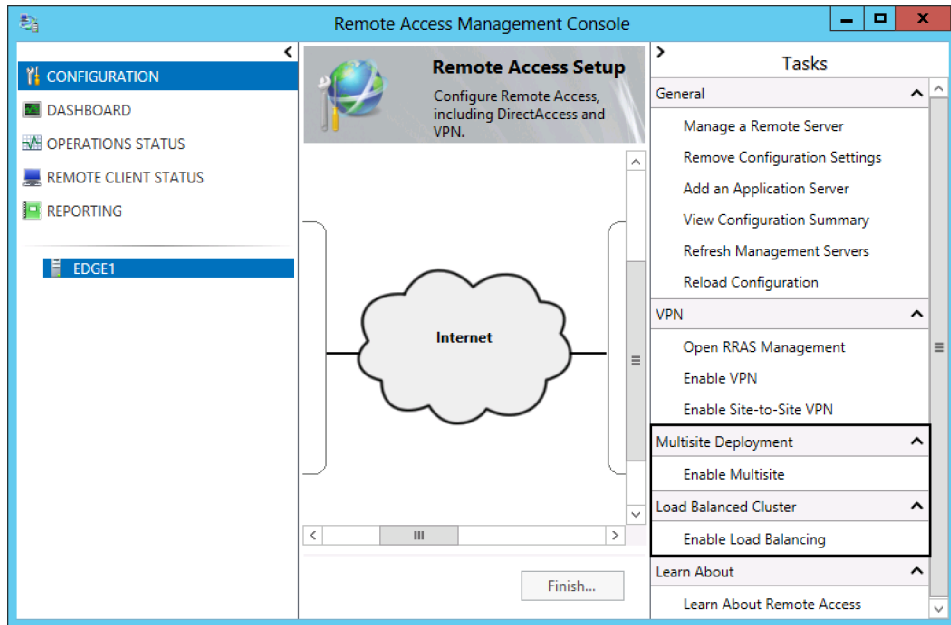 Remote Access Management Console
CONFIGURATION
DASHBOARD
OPERATIONS STATUS
REMOTE CLIENT STATUS
REPORTING
EDGE1
Remote Access Setup
Configure Remote Access,
including DirectAccess and
VPN.
Internet
Finish...
Tasks
General
Manage a Remote Server
Remove Configuration Settings
Add an Application Server
View Configuration Summary
Refresh Management Servers
Reload Configuration
VPN
Open RRAS Management
Enable VPN
Enable Site-to-Site VPN
Multisite Deployment
Enable Multisite
Load Balanced Cluster
Enable Load Balancing
Learn About
Learn About Remote Access